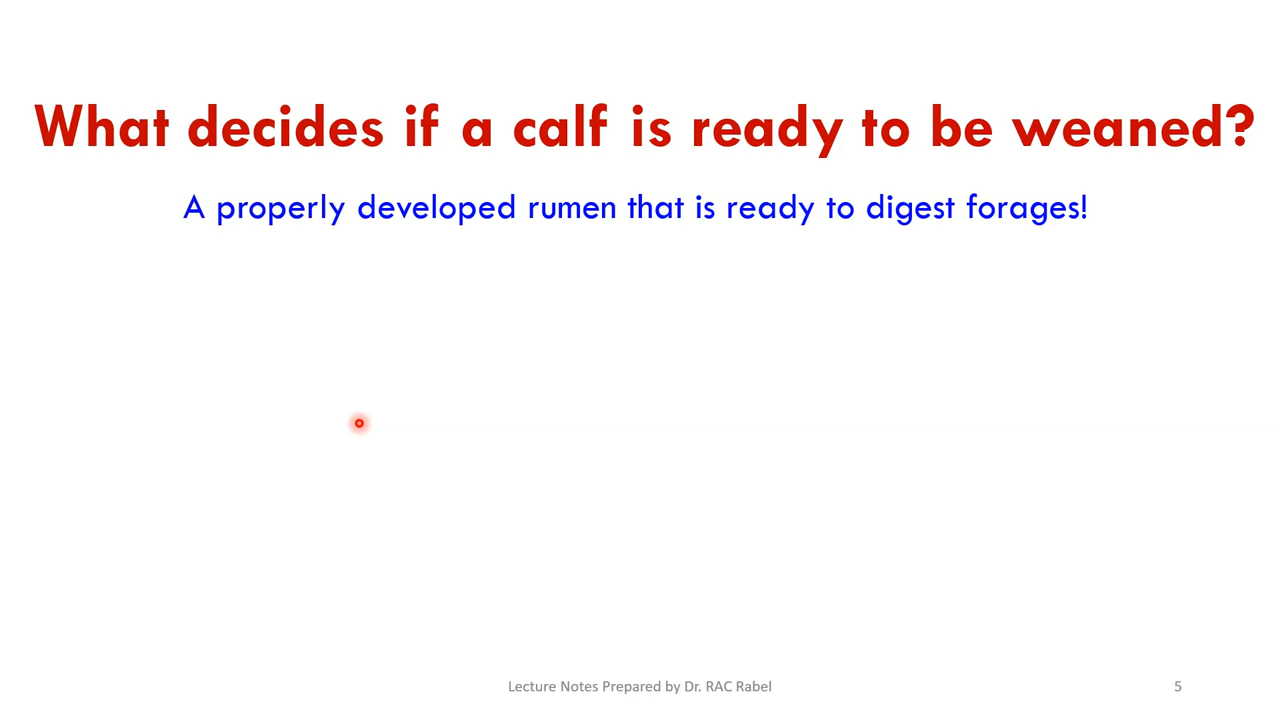 What decides if a calf is ready to be weaned?
A properly developed rumen that is ready to digest forages!
Lecture Notes Prepared by Dr. RAC Rabel
5